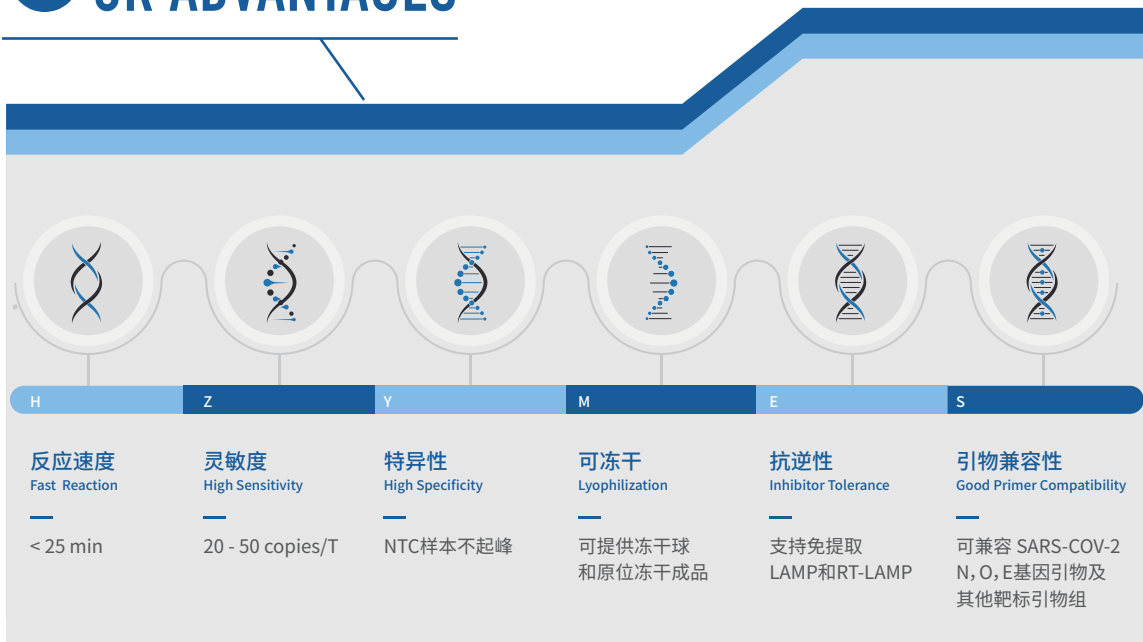 ADVANTAGES
H
Z
Y
M
E
S
反应速度
Fast Reaction
< 25 min
灵敏度
High Sensitivity
20 - 50 copies/T
特异性
High Specificity
NTC样本不起峰
可冻干
Lyophilization
可提供冻干球
和原位冻干成品
抗逆性
Inhibitor Tolerance
支持免提取
LAMP和RT-LAMP
引物兼容性
Good Primer Compatibility
可兼容 SARS-COV-2
N, O, E基因引物及
其他靶标引物组